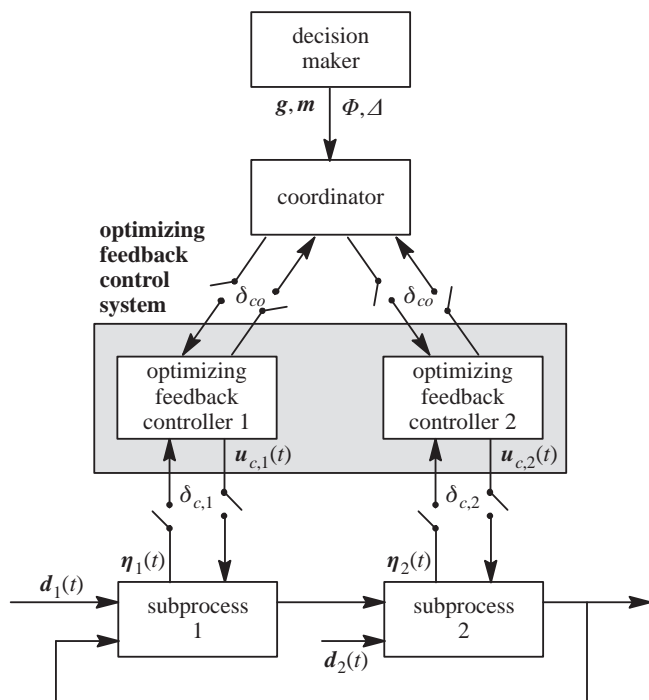 decision
maker
g, m Φ, Δ
coordinator
optimizing
feedback
control
system
δco δco
optimizing
feedback
controller 1
optimizing
feedback
controller 2
uc,1(t) uc,2(t)
δc,1 δc,2
η1(t) η2(t)
d1(t)
subprocess
1
subprocess
2
d2(t)